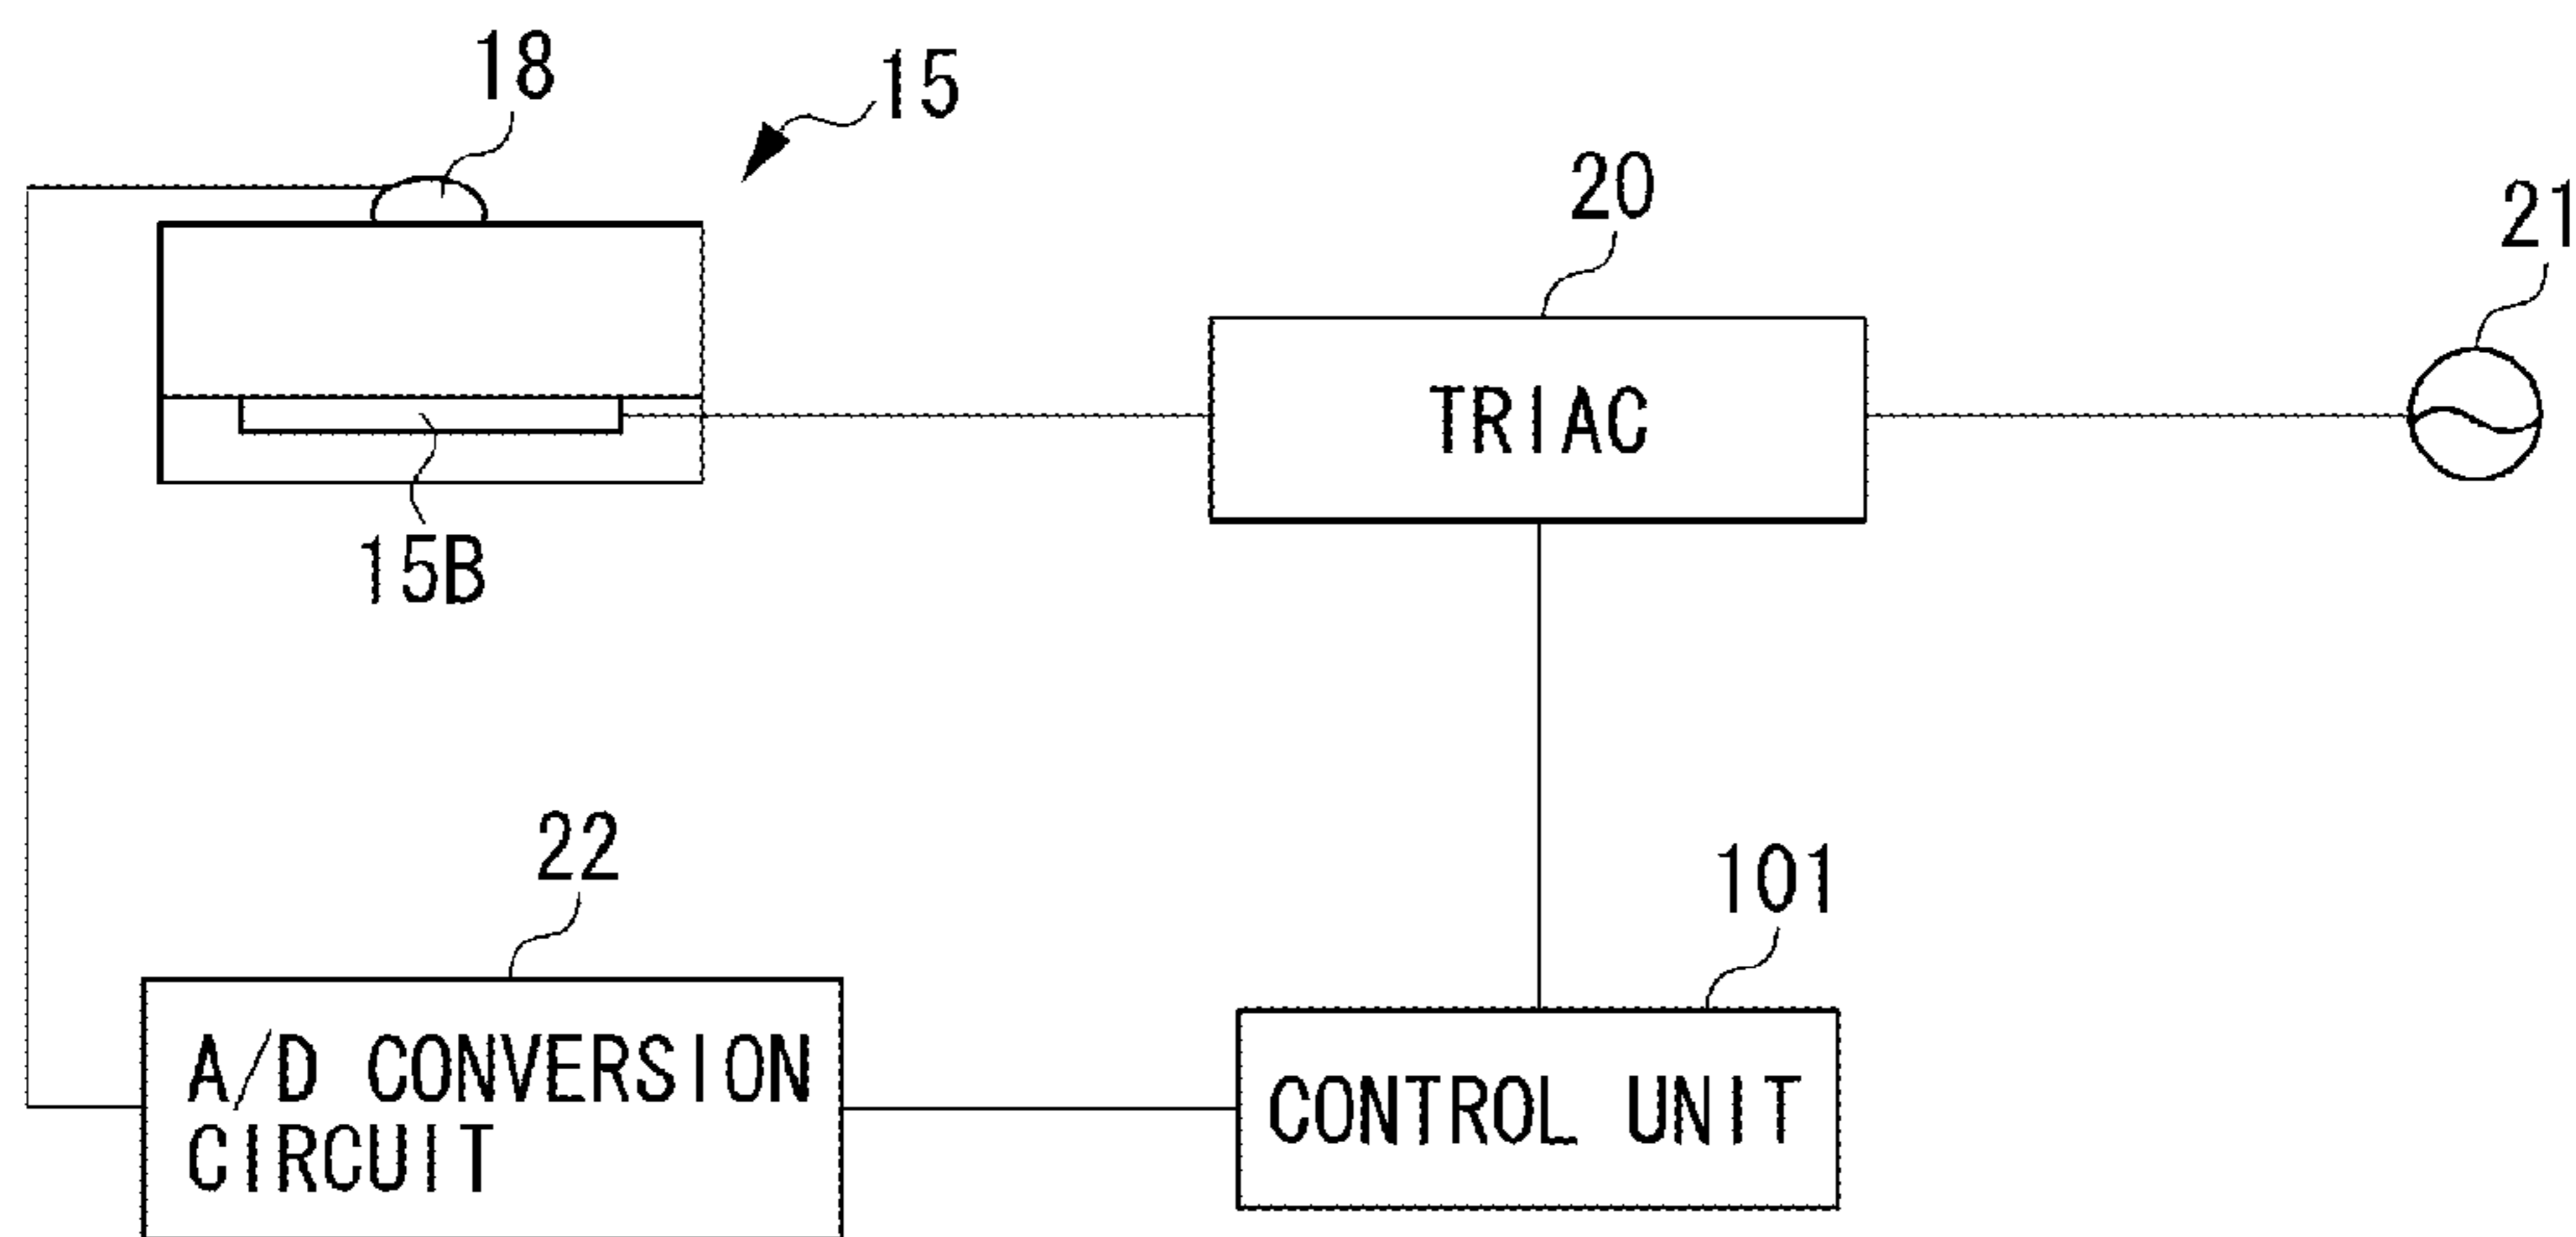 18
15
20
21
TRIAC
15B
22
101
A/D CONVERSION
CIRCUIT
CONTROL UNIT